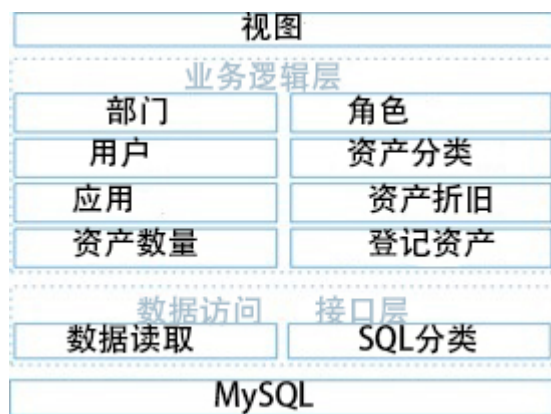 视图
业务逻辑层
部门 角色
用户 资产分类
应用 资产折旧
资产数量 登记资产
数据访问 接口层
数据读取 SQL分类
MySQL